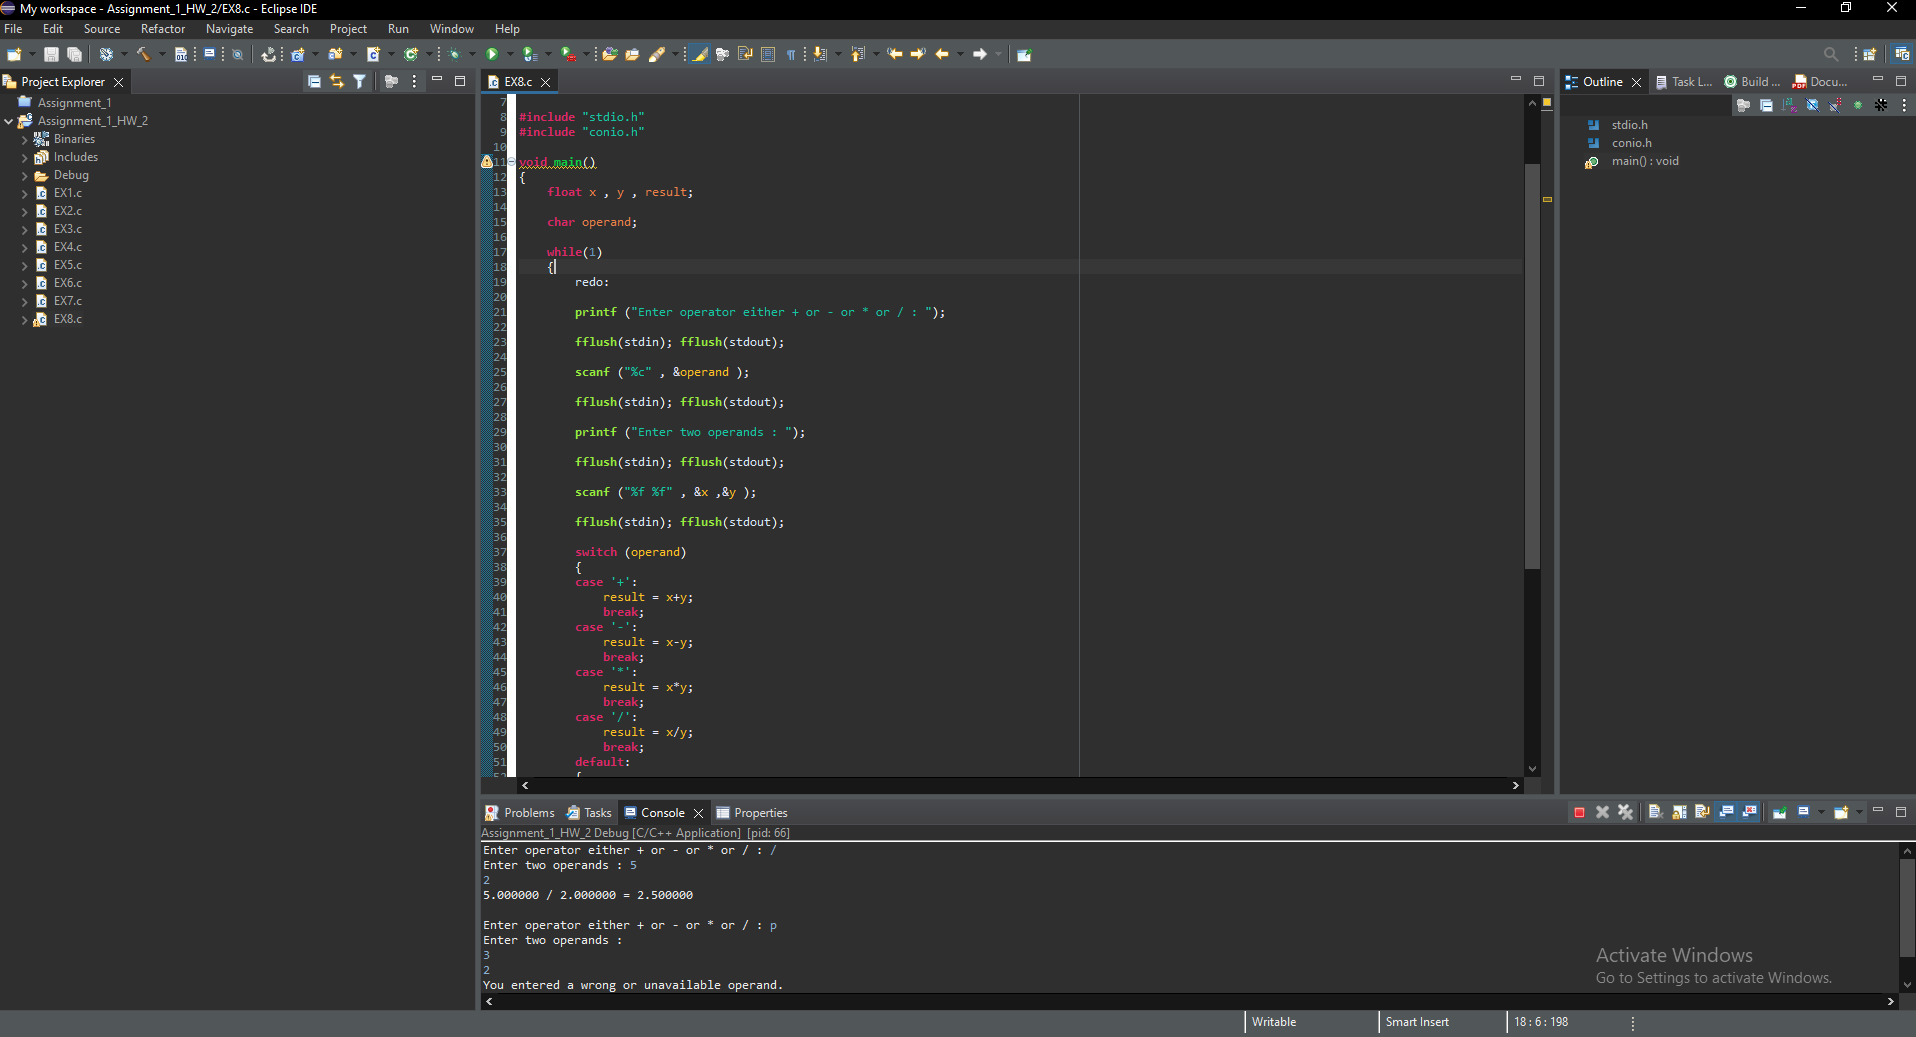 My workspace - Assignment_1_HW_2/EX8.c - Eclipse IDE
File Edit Source Refactor Navigate Search Project Run Window Help
Project Explorer
Assignment_1
Assignment_1_HW_2
Binaries
Includes
Debug
EX1.c
EX2.c
EX3.c
EX4.c
EX5.c
EX6.c
EX7.c
EX8.c
EX8.c
7
8 #include "stdio.h"
9 #include "conio.h"
10
11 void main()
12 {
13 float x , y , result;
14
15 char operand;
16
17 while(1)
18 {
19 redo:
20
21 printf ("Enter operator either + or - or * or / : ");
22
23 fflush(stdin); fflush(stdout);
24
25 scanf ("%c" , &operand );
26
27 fflush(stdin); fflush(stdout);
28
29 printf ("Enter two operands : ");
30
31 fflush(stdin); fflush(stdout);
32
33 scanf ("%f %f" , &x ,&y );
34
35 fflush(stdin); fflush(stdout);
36
37 switch (operand)
38 {
39 case '+':
40 result = x+y;
41 break;
42 case '-':
43 result = x-y;
44 break;
45 case '*':
46 result = x*y;
47 break;
48 case '/':
49 result = x/y;
50 break;
51 default:
52 {
Outline Task L... Build ... Docu...
stdio.h
conio.h
main() : void
Problems Tasks Console Properties
Assignment_1_HW_2 Debug [C/C++ Application] [pid: 66]
Enter operator either + or - or * or / : /
Enter two operands : 5
2
5.000000 / 2.000000 = 2.500000
Enter operator either + or - or * or / : p
Enter two operands :
3
2
You entered a wrong or unavailable operand.
Activate Windows
Go to Settings to activate Windows.
Writable Smart Insert 18 : 6 : 198